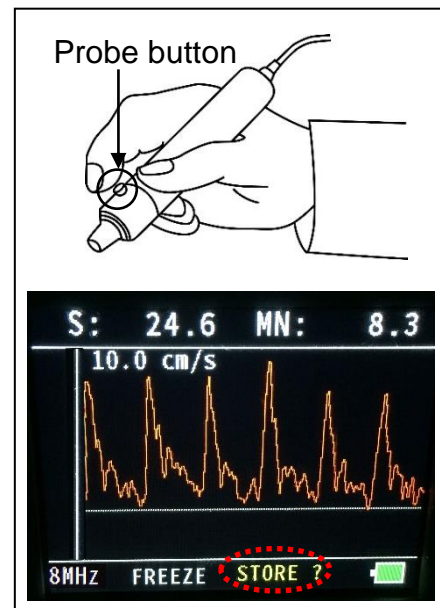 Probe button
S: 24.6 MN: 8.3
10.0 cm/s
8MHz FREEZE STORE ?